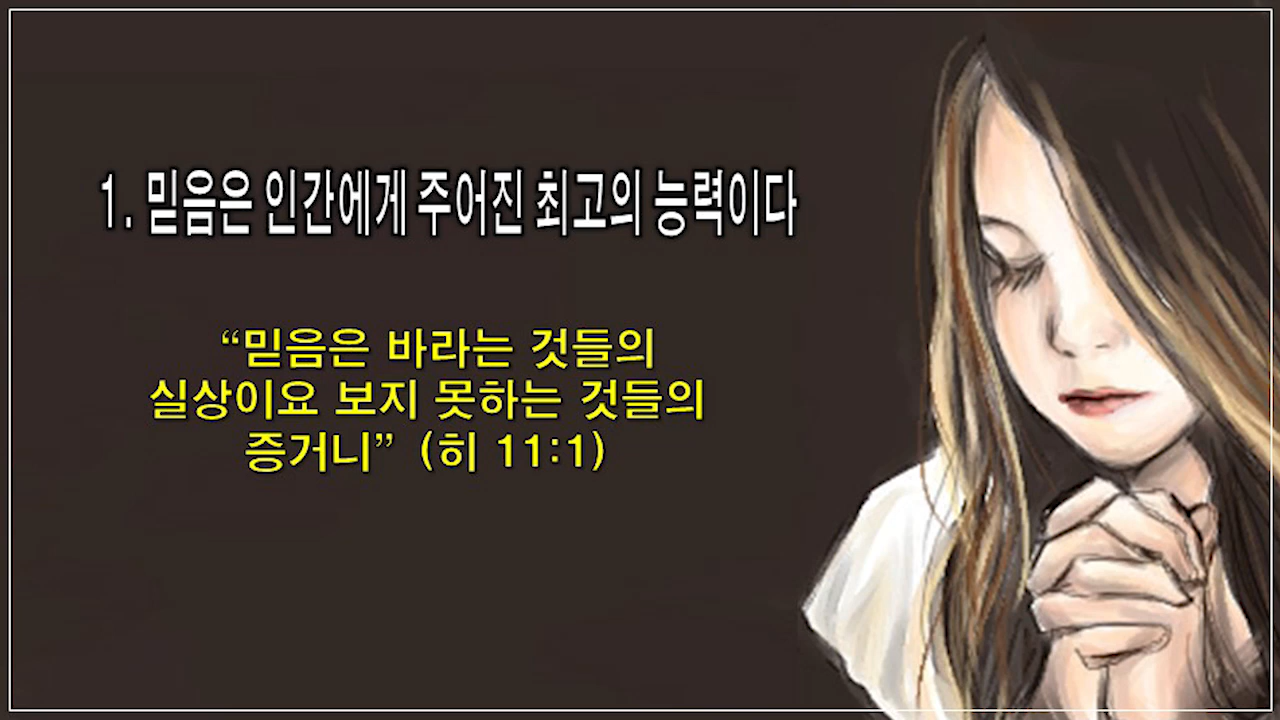 1. 믿음은 인간에게 주어진 최고의 능력이다
“믿음은 바라는 것들의
실상이요 보지 못하는 것들의
증거니” (히 11:1)